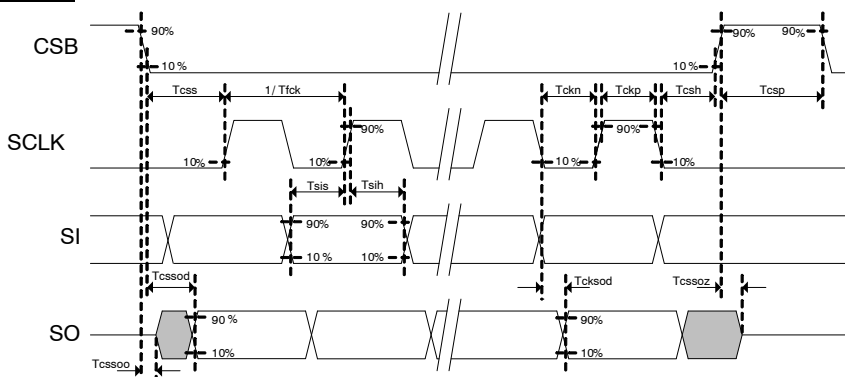 CSB
90%
90%
90%
10 %
10%
Tcss
1/ Tfck
Tckn
Tckp
Tcsh
Tcsp
SCLK
90%
90%
10%
10%
10 %
10%
Tsis
Tsih
SI
90%
90%
10 %
10%
Tcssod
Tcksod
Tcssoz
SO
90 %
90%
10%
10%
Tcssoo